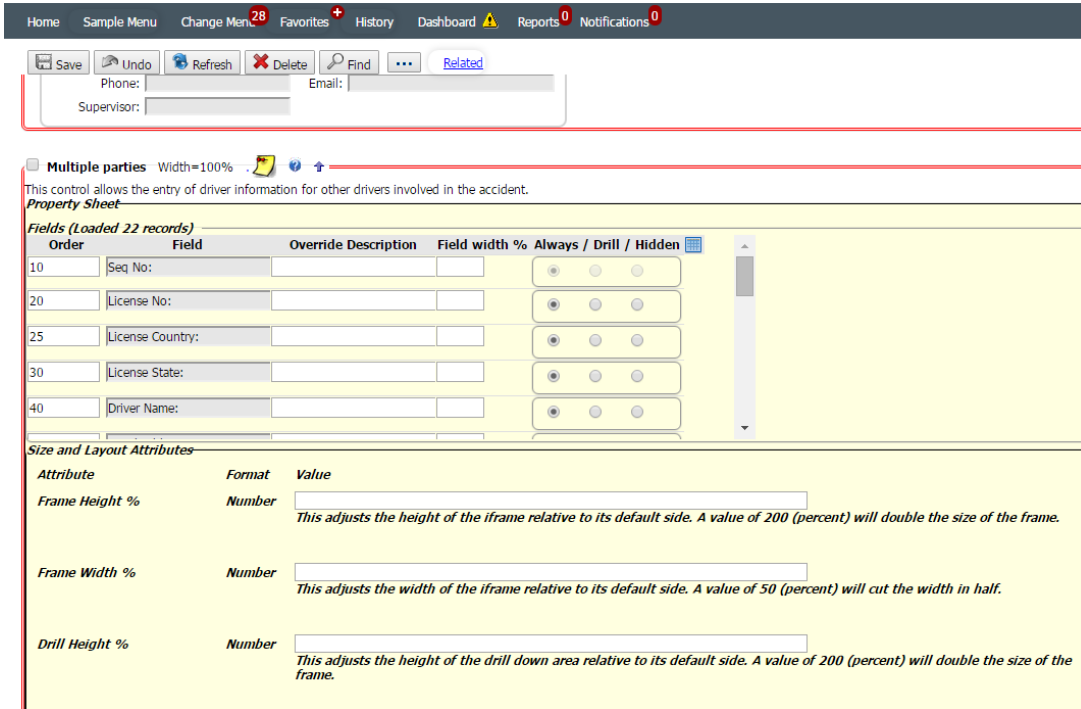 Home Sample Menu Change Menu 28 Favorites + History Dashboard Reports 0 Notifications 0
Save Undo Refresh Delete Find ... Related
Phone: Email:
Supervisor:
Multiple parties Width=100% . ?
This control allows the entry of driver information for other drivers involved in the accident.
Property Sheet
Fields (Loaded 22 records)
Order Field Override Description Field width % Always / Drill / Hidden
10 Seq No:
20 License No:
25 License Country:
30 License State:
40 Driver Name:
Size and Layout Attributes
Attribute Format Value
Frame Height % Number
This adjusts the height of the iframe relative to its default side. A value of 200 (percent) will double the size of the frame.
Frame Width % Number
This adjusts the width of the iframe relative to its default side. A value of 50 (percent) will cut the width in half.
Drill Height % Number
This adjusts the height of the drill down area relative to its default side. A value of 200 (percent) will double the size of the
frame.